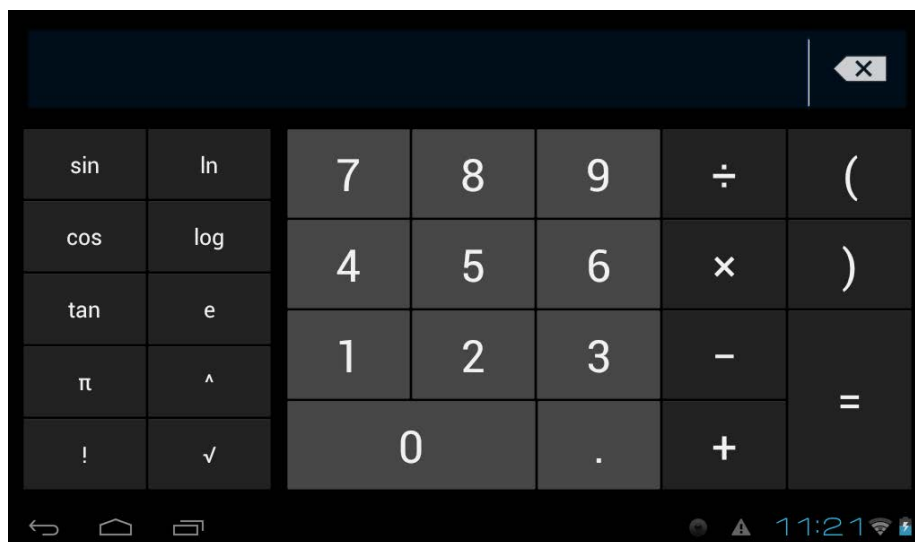 sin ln 7 8 9 ÷ (
cos log 4 5 6 × )
tan e 1 2 3 − =
π ^ 0 . +
! √
11:21